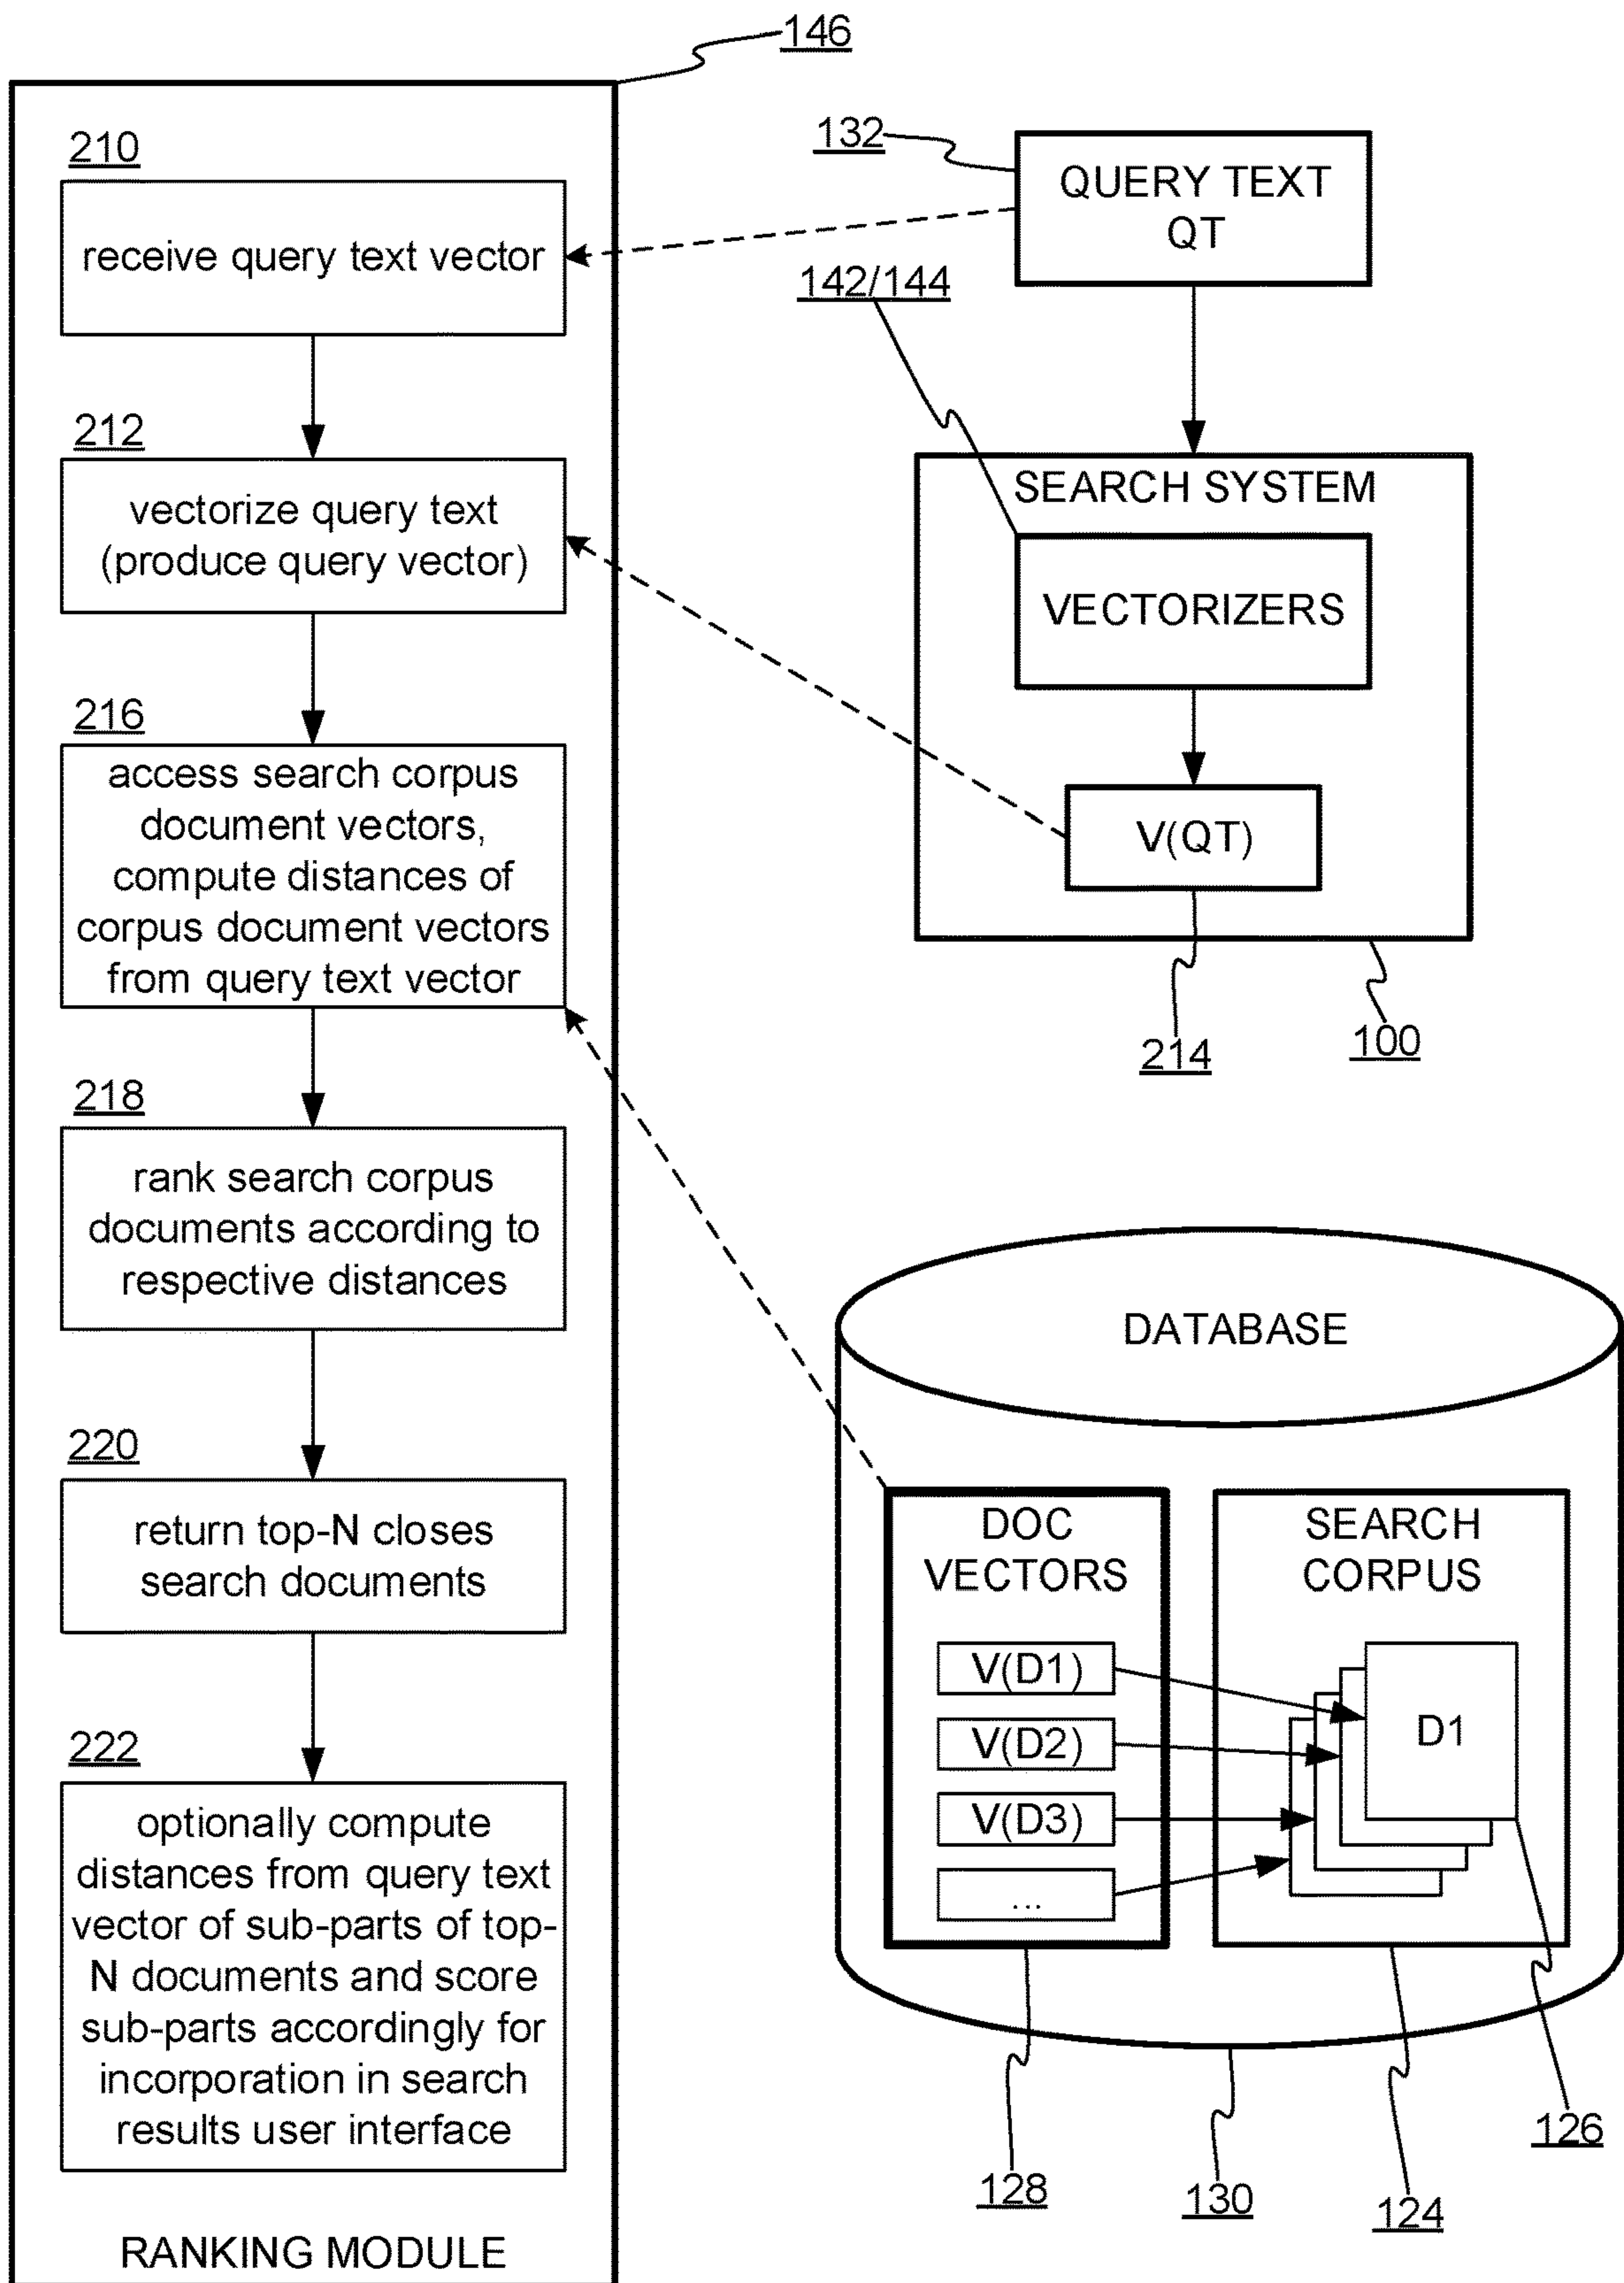 146
210
receive query text vector
212
vectorize query text
(produce query vector)
216
access search corpus
document vectors,
compute distances of
corpus document vectors
from query text vector
218
rank search corpus
documents according to
respective distances
220
return top-N closes
search documents
222
optionally compute
distances from query text
vector of sub-parts of top-
N documents and score
sub-parts accordingly for
incorporation in search
results user interface
RANKING MODULE
132
QUERY TEXT
QT
142/144
SEARCH SYSTEM
VECTORIZERS
V(QT)
214
100
DATABASE
DOC
VECTORS
V(D1)
V(D2)
V(D3)
...
SEARCH
CORPUS
D1
128
130
124
126